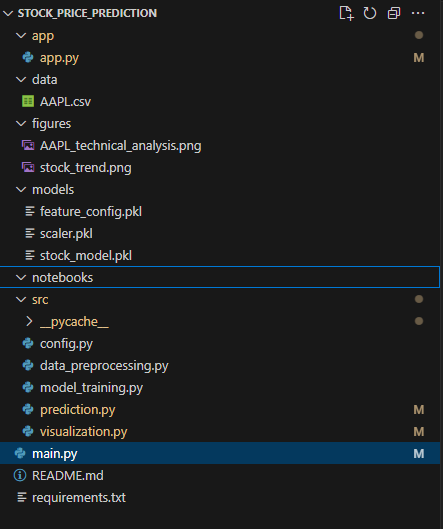 STOCK_PRICE_PREDICTION
app
app.py M
data
AAPL.csv
figures
AAPL_technical_analysis.png
stock_trend.png
models
feature_config.pkl
scaler.pkl
stock_model.pkl
notebooks
src
__pycache__
config.py
data_preprocessing.py
model_training.py
prediction.py M
visualization.py M
main.py M
README.md
requirements.txt